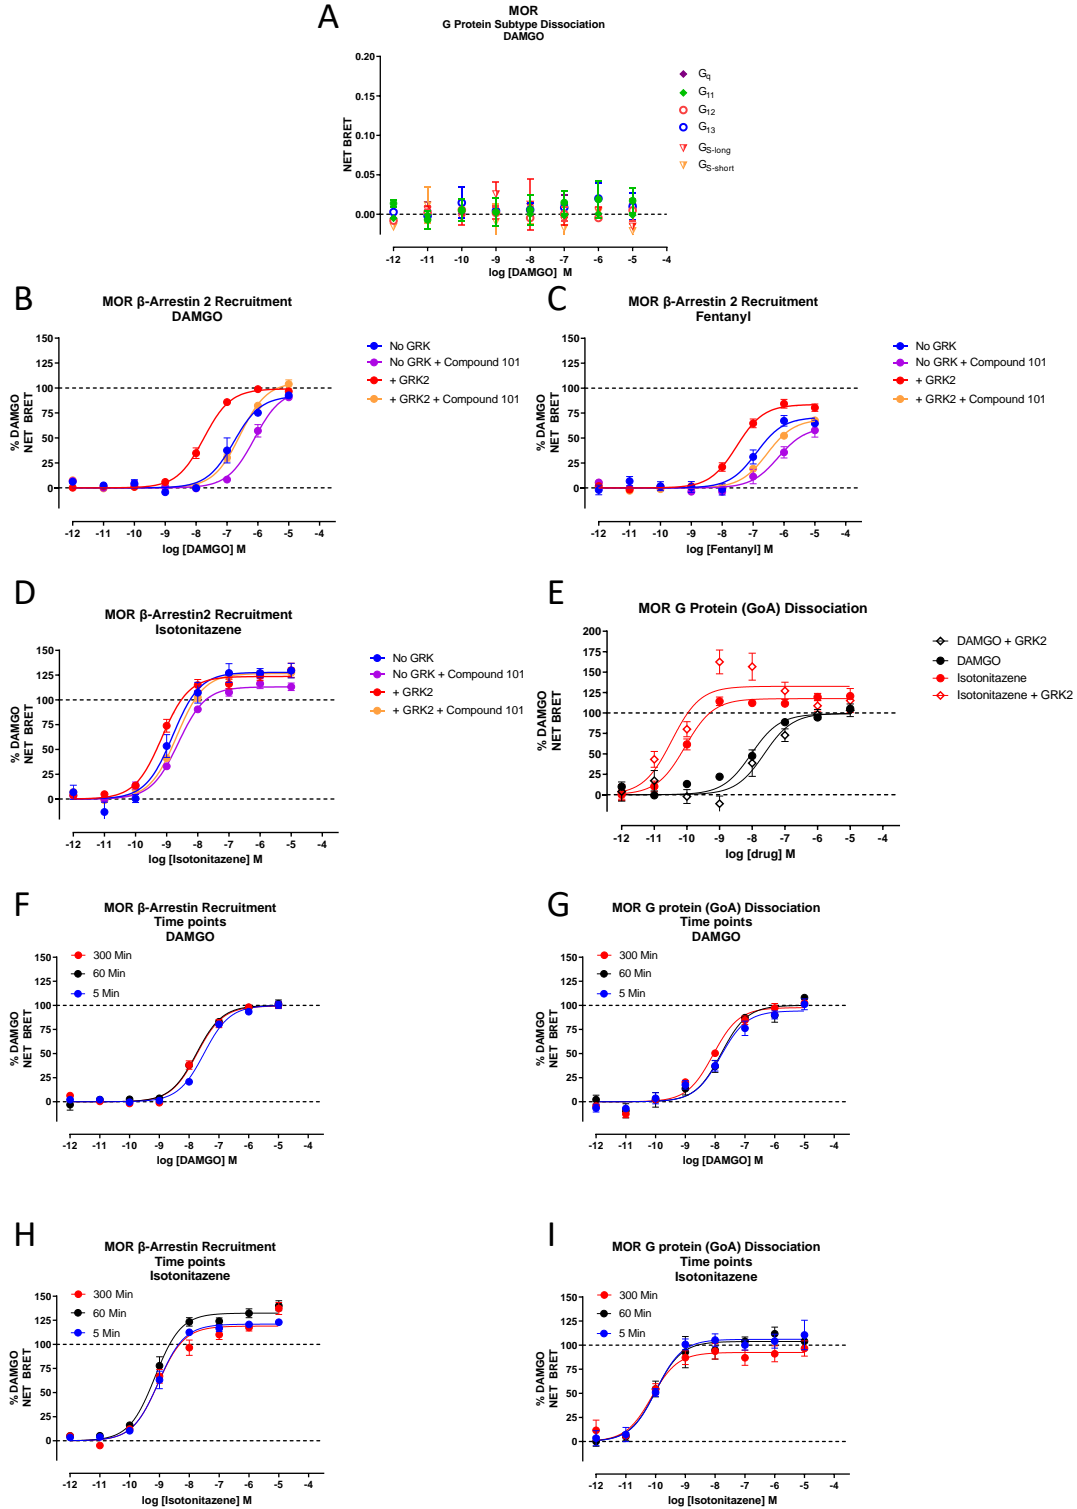 A
MOR
G Protein Subtype Dissociation
DAMGO
NET BRET
0.20
0.15
0.10
0.05
0.00
-12 -11 -10 -9 -8 -7 -6 -5 -4
log [DAMGO] M
Gq
G11
G12
G13
GS-long
GS-short
B
MOR β-Arrestin 2 Recruitment
DAMGO
% DAMGO
NET BRET
150
125
100
75
50
25
0
-12 -11 -10 -9 -8 -7 -6 -5 -4
log [DAMGO] M
No GRK
No GRK + Compound 101
+ GRK2
+ GRK2 + Compound 101
C
MOR β-Arrestin 2 Recruitment
Fentanyl
% DAMGO
NET BRET
150
125
100
75
50
25
0
-12 -11 -10 -9 -8 -7 -6 -5 -4
log [Fentanyl] M
No GRK
No GRK + Compound 101
+ GRK2
+ GRK2 + Compound 101
D
MOR β-Arrestin2 Recruitment
Isotonitazene
% DAMGO
NET BRET
150
125
100
75
50
25
0
-12 -11 -10 -9 -8 -7 -6 -5 -4
log [Isotonitazene] M
No GRK
No GRK + Compound 101
+ GRK2
+ GRK2 + Compound 101
E
MOR G Protein (GoA) Dissociation
% DAMGO
NET BRET
200
175
150
125
100
75
50
25
0
-12 -11 -10 -9 -8 -7 -6 -5 -4
log [drug] M
DAMGO + GRK2
DAMGO
Isotonitazene
Isotonitazene + GRK2
F
MOR β-Arrestin Recruitment
Time points
DAMGO
300 Min
60 Min
5 Min
% DAMGO
NET BRET
150
125
100
75
50
25
0
-12 -11 -10 -9 -8 -7 -6 -5 -4
log [DAMGO] M
G
MOR G protein (GoA) Dissociation
Time points
DAMGO
300 Min
60 Min
5 Min
% DAMGO
NET BRET
150
125
100
75
50
25
0
-12 -11 -10 -9 -8 -7 -6 -5 -4
log [DAMGO] M
H
MOR β-Arrestin Recruitment
Time points
Isotonitazene
300 Min
60 Min
5 Min
% DAMGO
NET BRET
150
125
100
75
50
25
0
-12 -11 -10 -9 -8 -7 -6 -5 -4
log [Isotonitazene] M
I
MOR G protein (GoA) Dissociation
Time points
Isotonitazene
300 Min
60 Min
5 Min
% DAMGO
NET BRET
150
125
100
75
50
25
0
-12 -11 -10 -9 -8 -7 -6 -5 -4
log [Isotonitazene] M